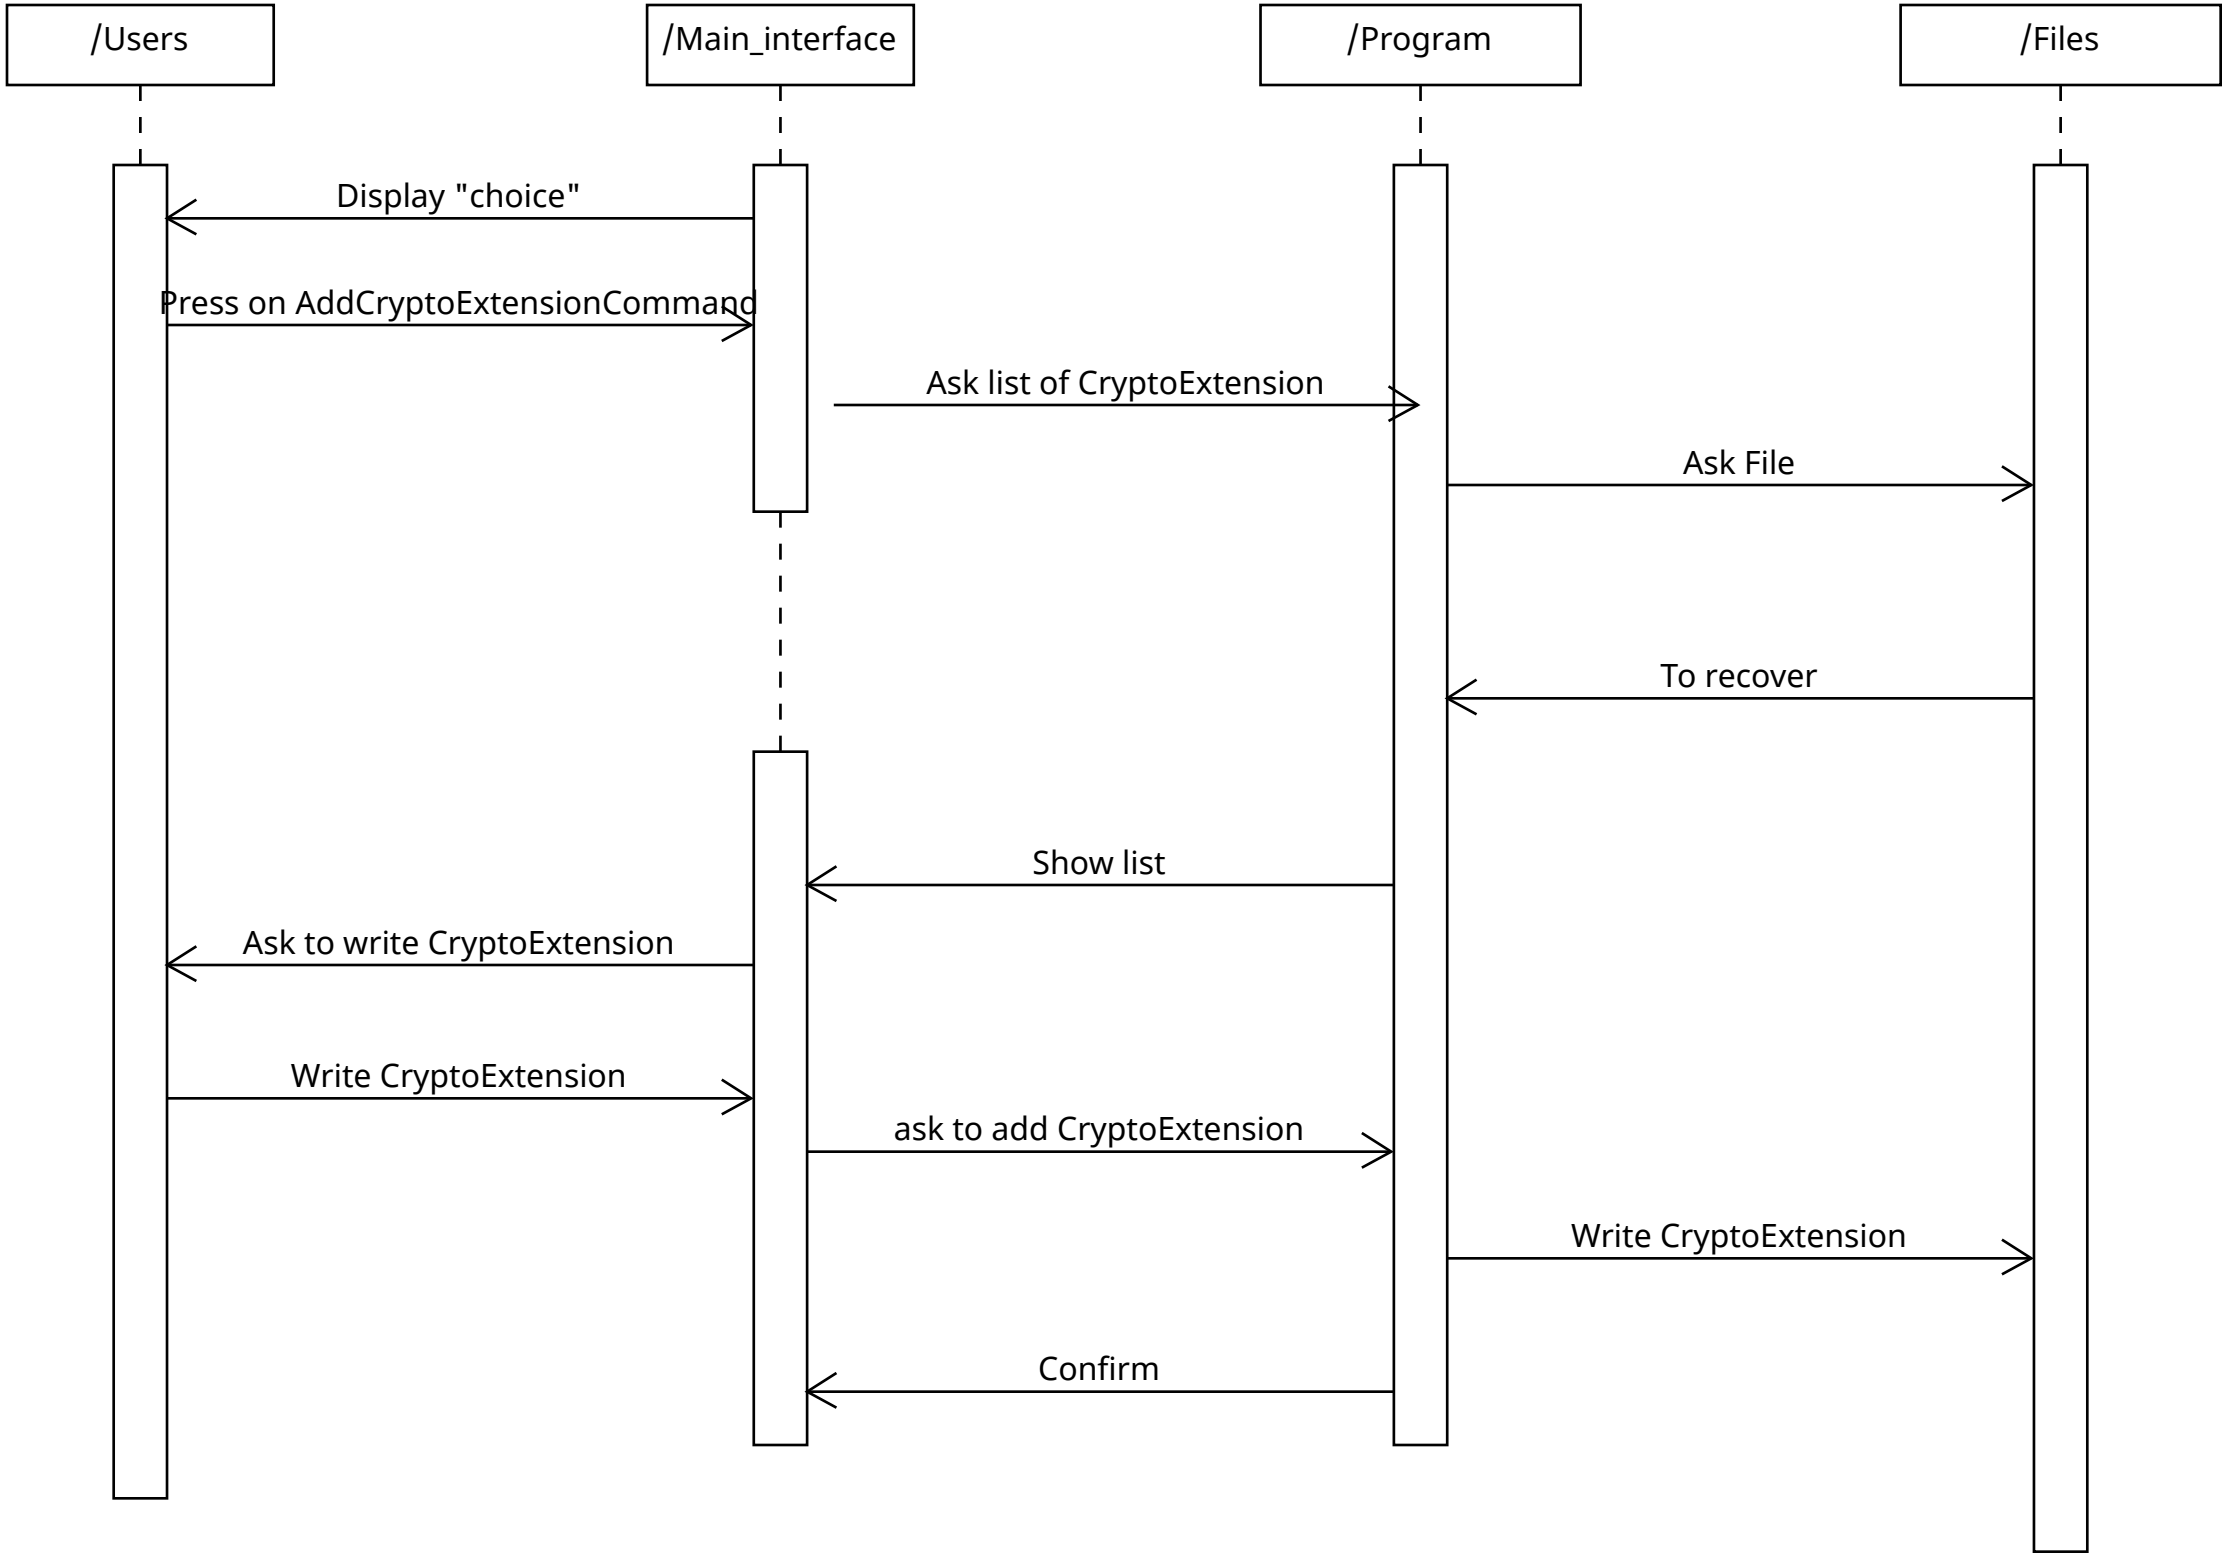 /Users
/Main_interface
/Program
/Files
Display "choice"
Press on AddCryptoExtensionCommand
Ask list of CryptoExtension
Ask File
To recover
Show list
Ask to write CryptoExtension
Write CryptoExtension
ask to add CryptoExtension
Write CryptoExtension
Confirm